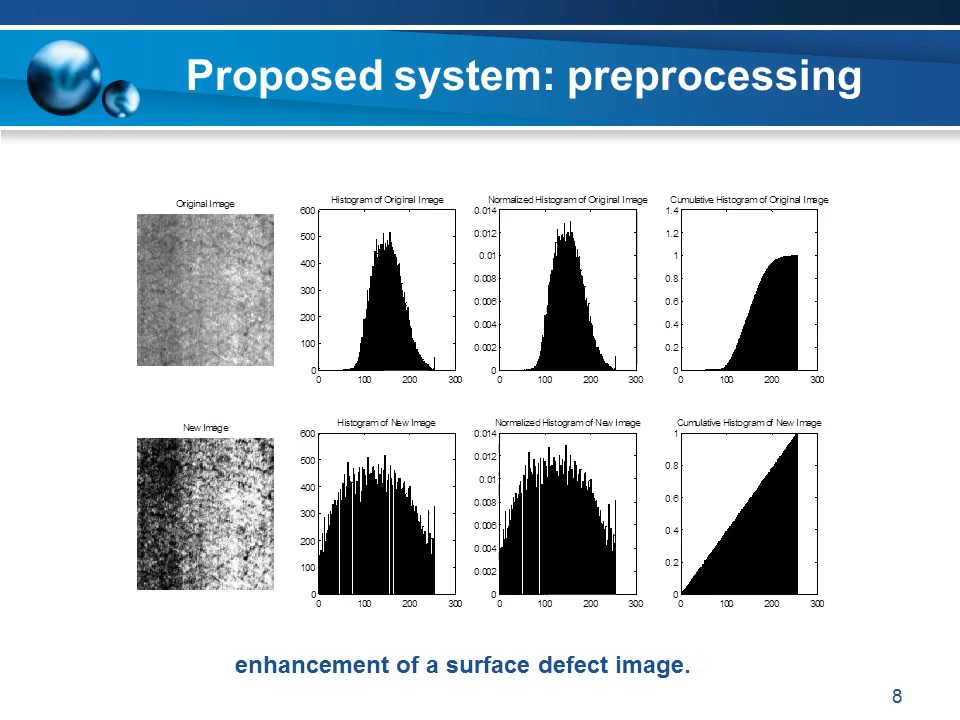 Proposed system: preprocessing
Original Image
Histogram of Original Image
600
500
400
300
200
100
0
0 100 200 300
Normalized Histogram of Original Image
0.014
0.012
0.01
0.008
0.006
0.004
0.002
0
0 100 200 300
Cumulative Histogram of Original Image
1.4
1.2
1
0.8
0.6
0.4
0.2
0
0 100 200 300
New Image
Histogram of New Image
600
500
400
300
200
100
0
0 100 200 300
Normalized Histogram of New Image
0.014
0.012
0.01
0.008
0.006
0.004
0.002
0
0 100 200 300
Cumulative Histogram of New Image
1
0.8
0.6
0.4
0.2
0
0 100 200 300
enhancement of a surface defect image.
8